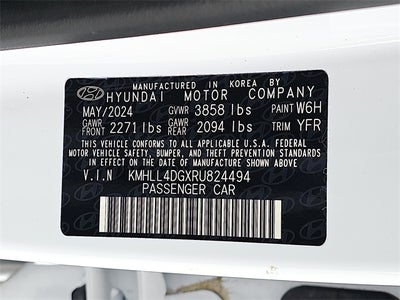 MANUFACTURED IN KOREA BY
HYUNDAI MOTOR COMPANY
MAY/2024 GVWR 3858 lbs PAINT W6H
GAWR FRONT 2271 lbs GAWR REAR 2094 lbs TRIM YFR
THIS VEHICLE CONFORMS TO ALL APPLICABLE U.S.A. FEDERAL
MOTOR VEHICLE SAFETY, BUMPER, AND THEFT PREVENTION
STANDARDS IN EFFECT ON THE DATE OF MANUFACTURE SHOWN ABOVE.
V.I.N KMHLL4DGXRU824494
PASSENGER CAR